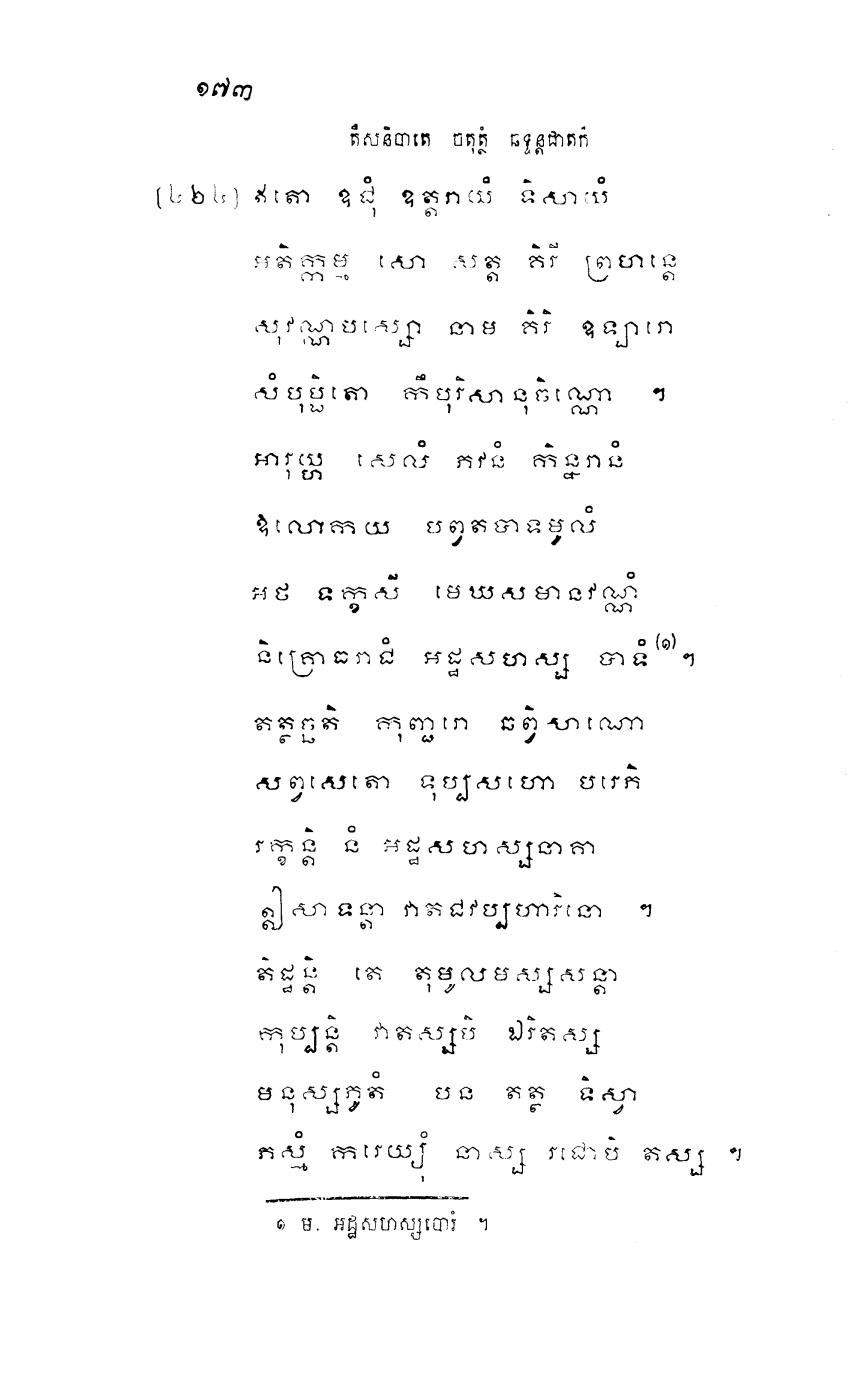 ១៧៣
តឹសនិបាតេ ចតុត្ថំ ឆទ្ទន្តជាតកំ
(៤២៤) ឥតោ ឧជុំ ឧត្តរាយំ ទិសាយំ
អតិក្កម្ម សោ សត្ត គិរី ព្រហន្តេ
សុវណ្ណបស្សោ នាម គិរិ ឧឡារោ
សំបុប្ផិតោ កឹបុរិសានុចិណ្ណោ ។
អារុយ្ហ សេលំ ភវនំ កិន្នរានំ
ឱលោកយ បព្វតបាទមូលំ
អថ ទក្ខសី មេឃសមានវណ្ណំ
និគ្រោធរាជំ អដ្ឋសហស្ស បាទំ(១) ។
តត្ថច្ឆតិ កុញ្ជរោ ឆព្វិសាណោ
សព្វសេតោ ទុប្បសហោ បរេភិ
រក្ខន្តិ នំ អដ្ឋសហស្សនាគា
ឦសាទន្តា វាតជវប្បហារិនោ ។
តិដ្ឋន្តិ តេ តុមូលមស្សសន្តា
កុប្បន្តិ វាតស្សបិ ឯរិតស្ស
មនុស្សភូតំ បន តត្ថ ទិស្វា
ភស្មំ ករេយ្យុំ នាស្ស រជោបិ តស្ស ។
១ ម. អដ្ឋសហស្សបោរំ ។